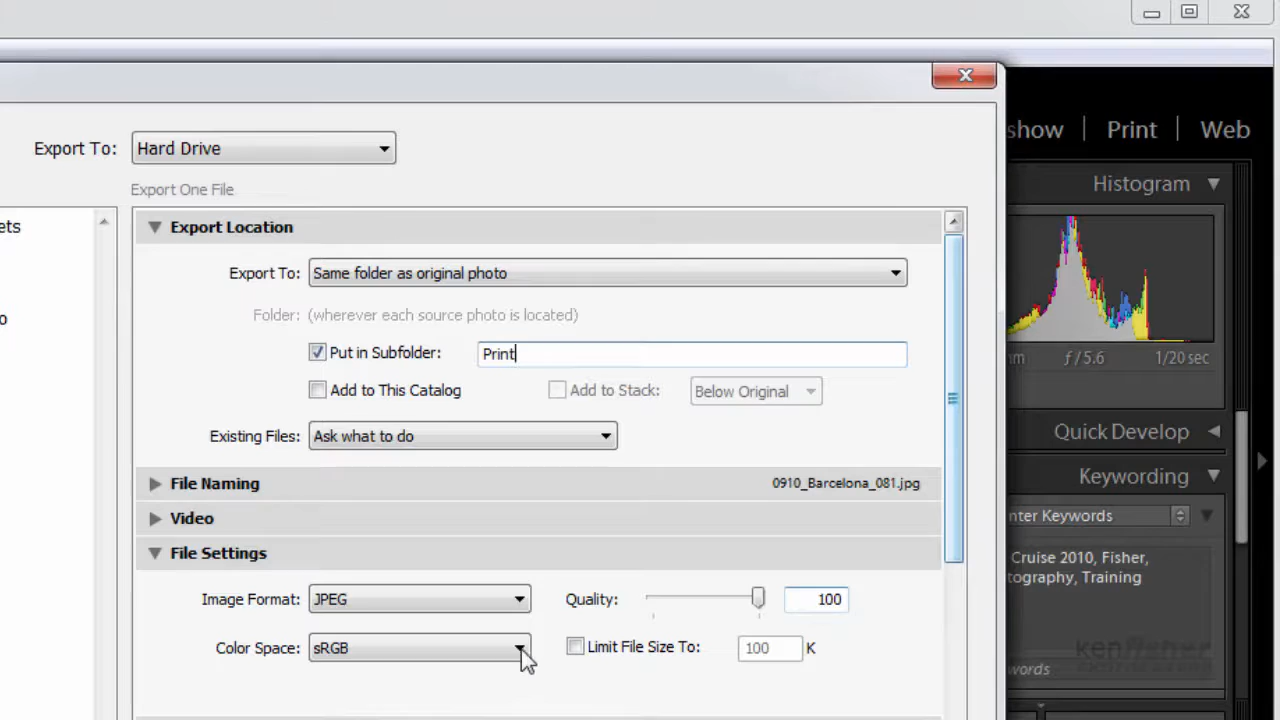 show | Print | Web
Export To: Hard Drive
Export One File
Histogram
ets
Export Location
Export To: Same folder as original photo
Folder: (wherever each source photo is located)
o
Put in Subfolder: Print
mm ƒ / 5.6 1/20 sec
Add to This Catalog Add to Stack: Below Original
Existing Files: Ask what to do
Quick Develop
Keywording
File Naming 0910_Barcelona_081.jpg
Video
nter Keywords
File Settings
Cruise 2010, Fisher,
tography, Training
Image Format: JPEG Quality: 100
Color Space: sRGB Limit File Size To: 100 K
kenfisher
words